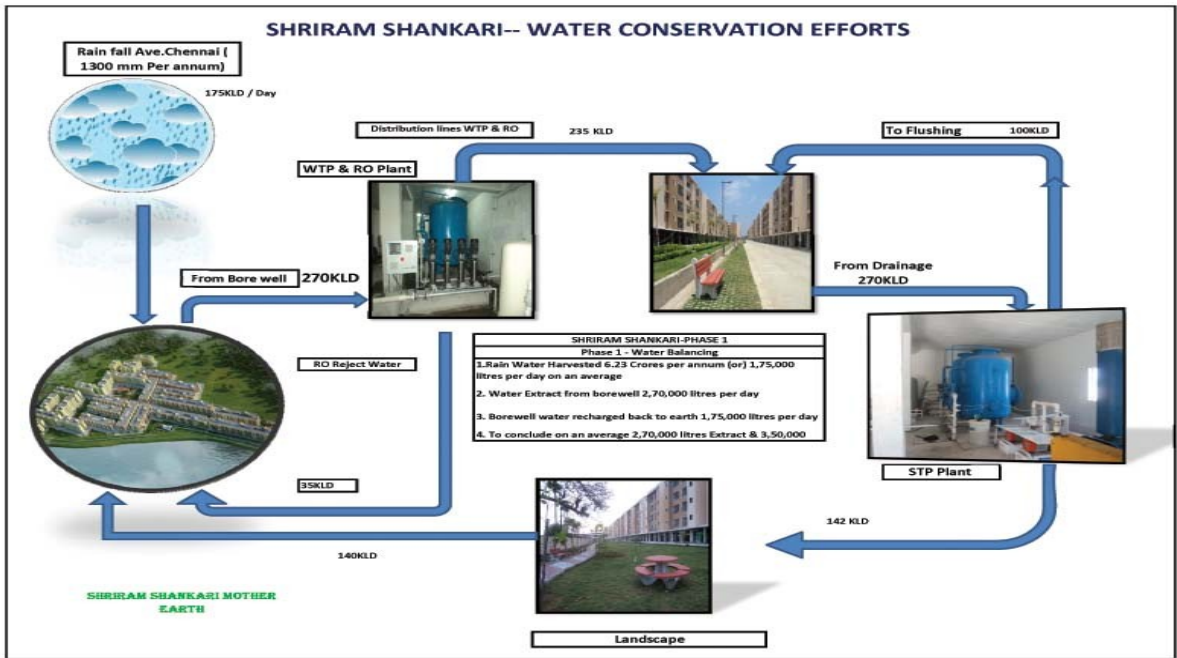 SHRIRAM SHANKARI-- WATER CONSERVATION EFFORTS
Rain fall Ave.Chennai (
1300 mm Per annum)
175KLD / Day
Distribution lines WTP & RO
235 KLD
To Flushing
100KLD
WTP & RO Plant
From Bore well
270KLD
From Drainage
270KLD
RO Reject Water
SHRIRAM SHANKARI-PHASE 1
Phase 1 - Water Balancing
1.Rain Water Harvested 6.23 Crores per annum (or) 1,75,000
litres per day on an average
2. Water Extract from borewell 2,70,000 litres per day
3. Borewell water recharged back to earth 1,75,000 litres per day
4. To conclude on an average 2,70,000 litres Extract & 3,50,000
STP Plant
35KLD
142 KLD
140KLD
SHRIRAM SHANKARI MOTHER
EARTH
Landscape